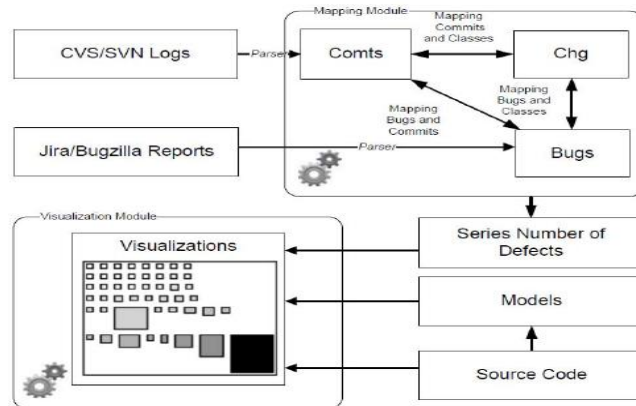 Mapping Module
CVS/SVN Logs
Parser
Comts
Mapping
Commits
and Classes
Chg
Mapping
Bugs and
Commits
Mapping
Bugs and
Classes
Jira/Bugzilla Reports
Parser
Bugs
Visualization Module
Visualizations
Series Number of
Defects
Models
Source Code